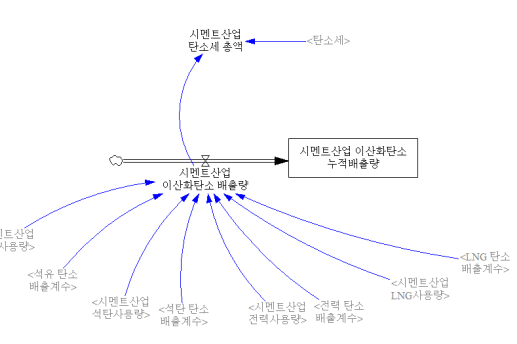 시멘트산업
탄소세 총액
<탄소세>
시멘트산업 이산화탄소
누적배출량
시멘트산업
이산화탄소 배출량
사용량>
<석유 탄소
배출계수>
<시멘트산업
석탄사용량>
<석탄 탄소
배출계수>
<시멘트산업
전력사용량>
<전력 탄소
배출계수>
<시멘트산업
LNG사용량>
<LNG 탄소
배출계수>